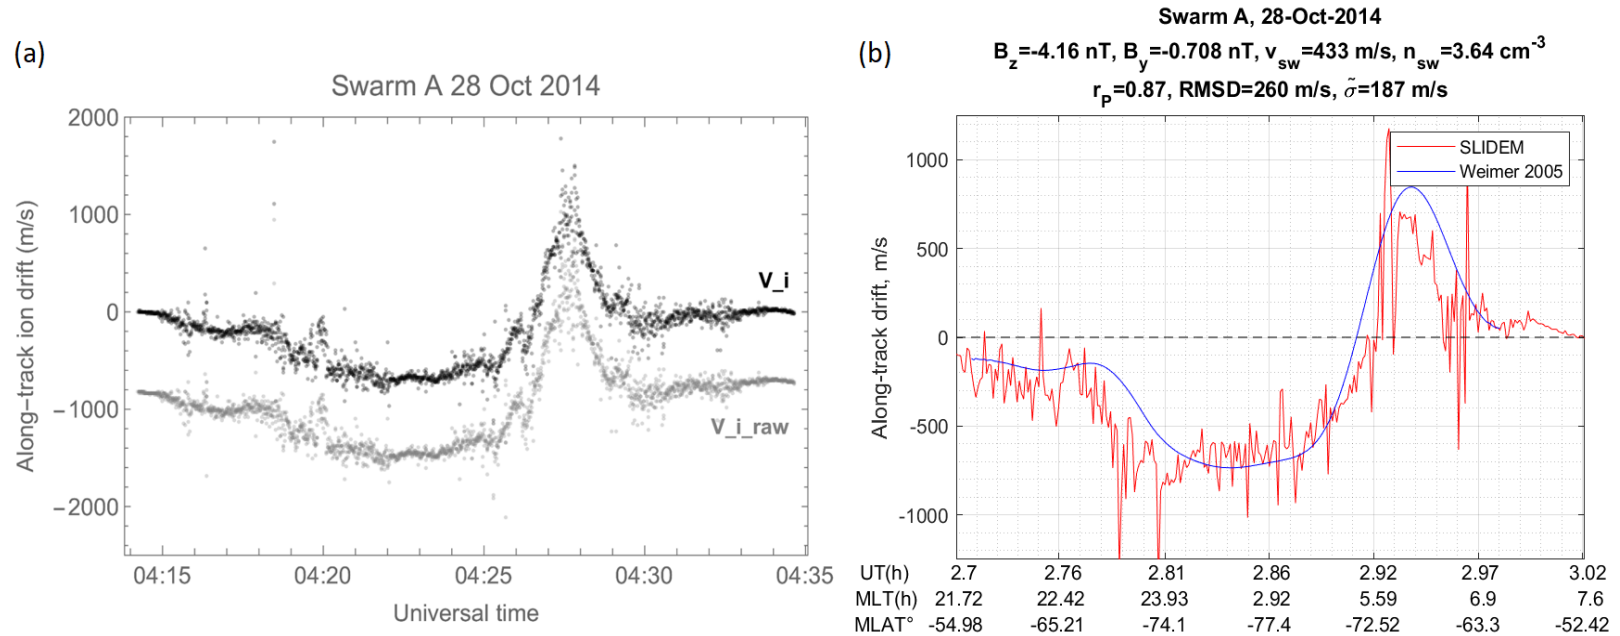 (a)
Swarm A 28 Oct 2014
Along-track ion drift (m/s)
2000
1000
0
−1000
−2000
V_i
V_i_raw
04:15 04:20 04:25 04:30 04:35
Universal time
(b)
Swarm A, 28-Oct-2014
B_z=-4.16 nT, B_y=-0.708 nT, v_sw=433 m/s, n_sw=3.64 cm^-3
r_P=0.87, RMSD=260 m/s, σ̃=187 m/s
Along-track drift, m/s
1000
500
0
-500
-1000
SLIDEM
Weimer 2005
UT(h) 2.7 2.76 2.81 2.86 2.92 2.97 3.02
MLT(h) 21.72 22.42 23.93 2.92 5.59 6.9 7.6
MLAT° -54.98 -65.21 -74.1 -77.4 -72.52 -63.3 -52.42